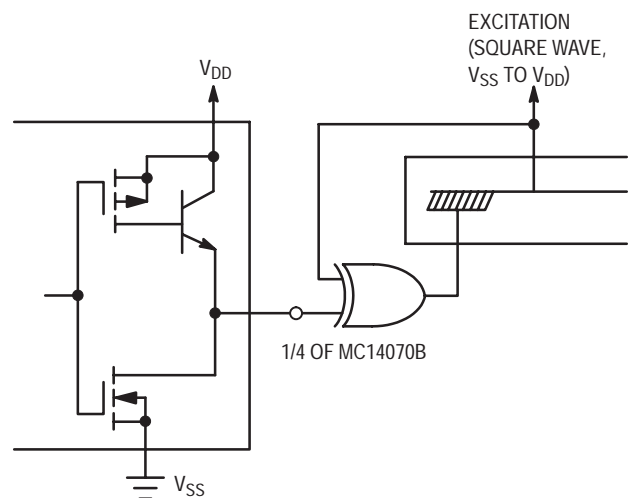 EXCITATION
(SQUARE WAVE,
VSS TO VDD)
VDD
1/4 OF MC14070B
VSS